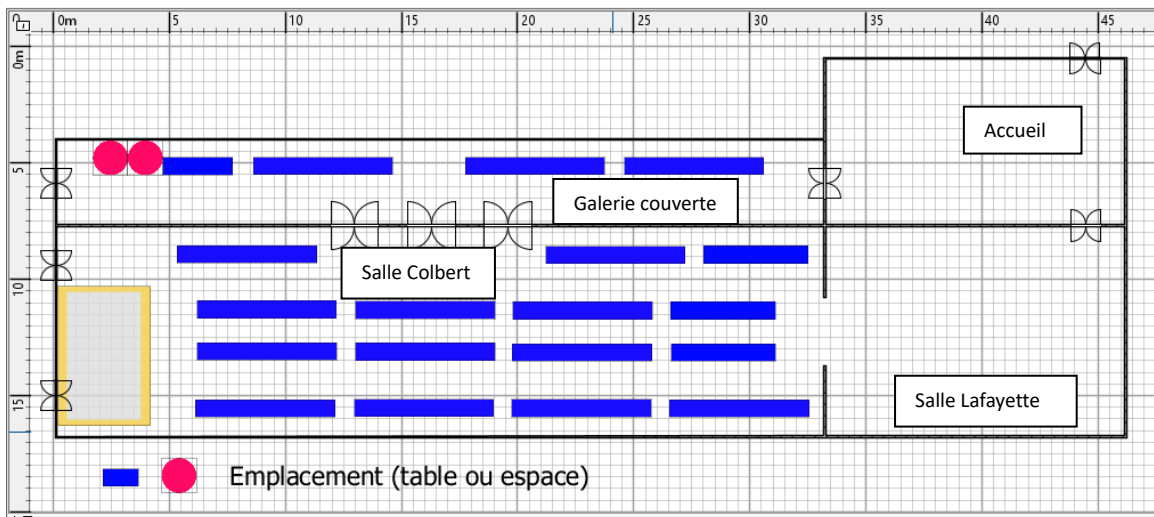 0m 5 10 15 20 25 30 35 40 45
0m
Accueil
5
Galerie couverte
Salle Colbert
10
Salle Lafayette
15
Emplacement (table ou espace)